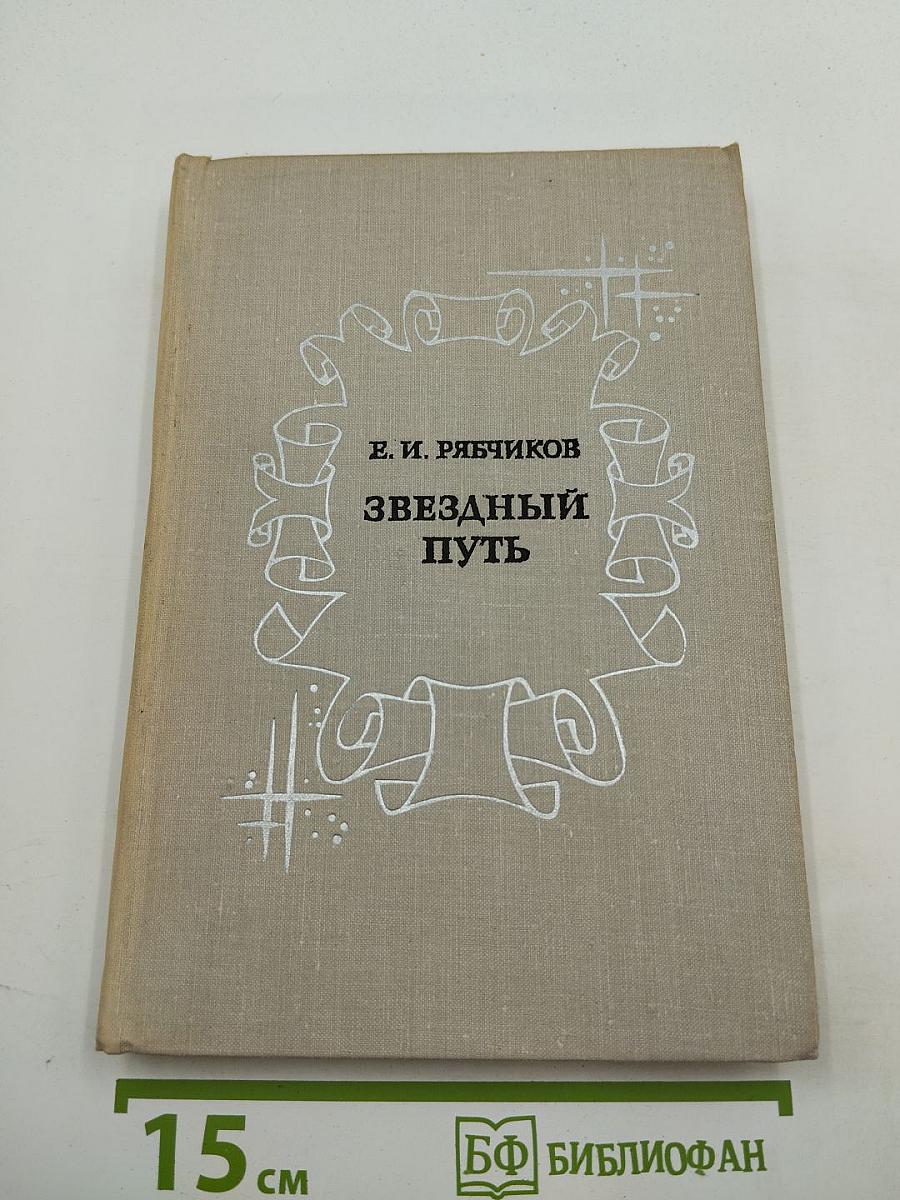 Е. И. РЯБЧИКОВ
ЗВЕЗДНЫЙ
ПУТЬ
15 см
БФ БИБЛИОФАН